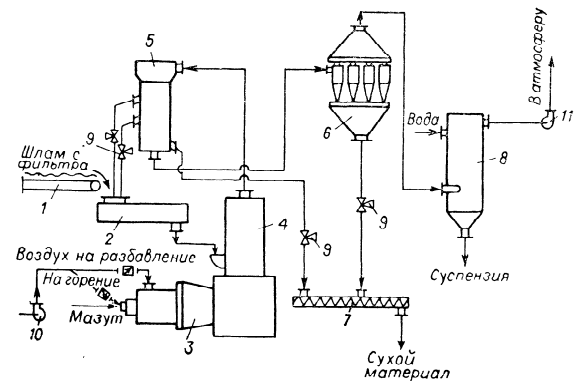 В атмосферу
5
9
Шлам с
фильтра
1
6
Вода
8
11
2
4
9
9
Воздух на разбавление
На горение
Мазут
10
3
7
Суспензия
Сухой
материал